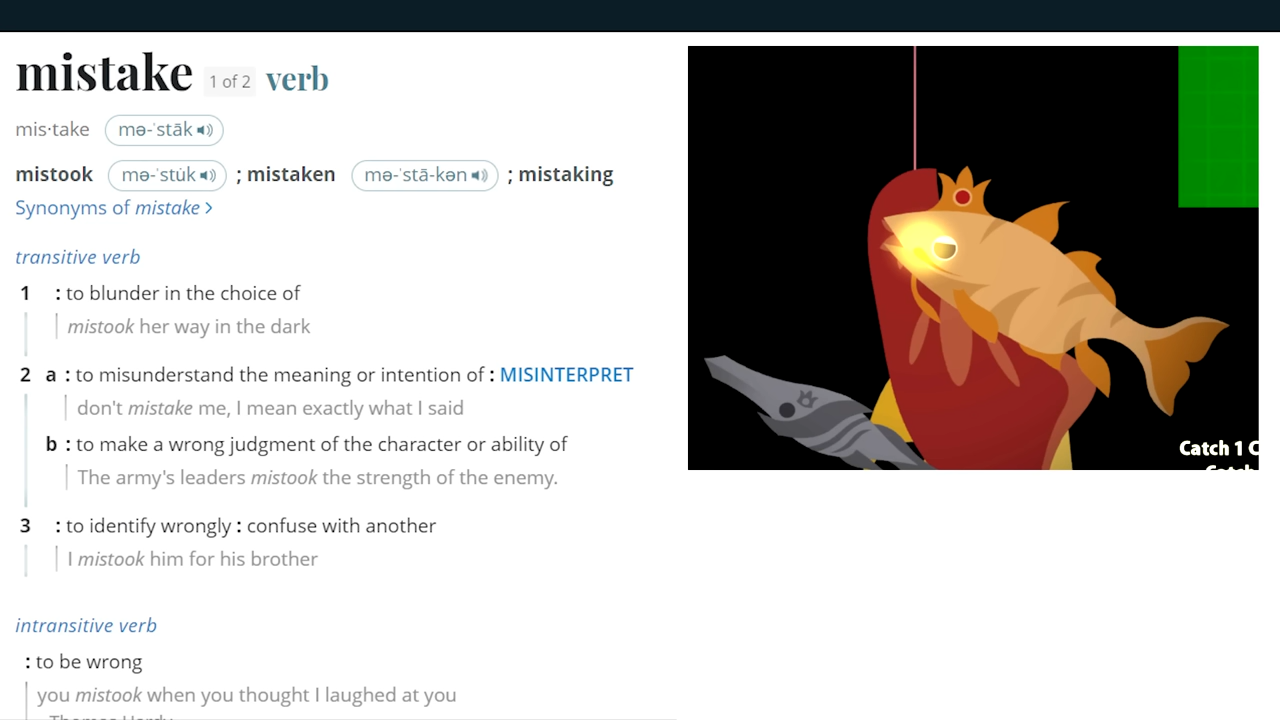 mistake 1 of 2 verb
mis·take mə-ˈstāk
mistook mə-ˈstu̇k ; mistaken mə-ˈstā-kən ; mistaking
Synonyms of mistake
transitive verb
1 : to blunder in the choice of
mistook her way in the dark
2 a : to misunderstand the meaning or intention of : MISINTERPRET
don't mistake me, I mean exactly what I said
b : to make a wrong judgment of the character or ability of
The army's leaders mistook the strength of the enemy.
3 : to identify wrongly : confuse with another
I mistook him for his brother
intransitive verb
: to be wrong
you mistook when you thought I laughed at you
Thomas Hardy
Catch 1 C
Catch